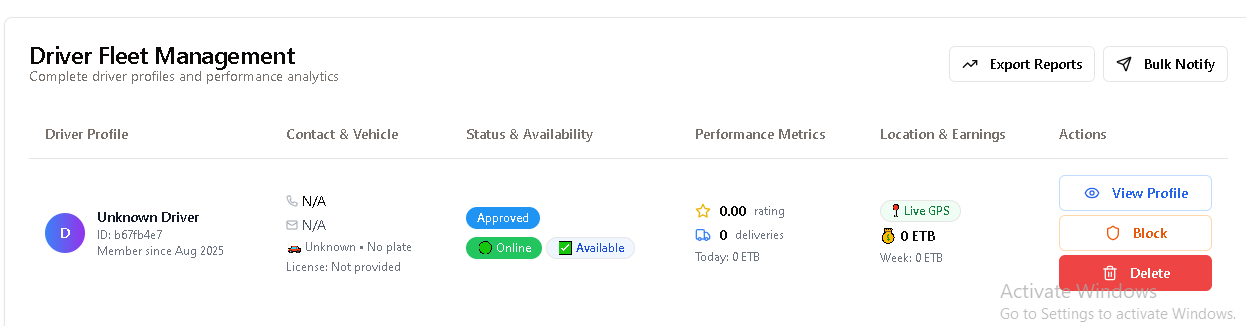 Driver Fleet Management
Complete driver profiles and performance analytics
Export Reports
Bulk Notify
Driver Profile
Contact & Vehicle
Status & Availability
Performance Metrics
Location & Earnings
Actions
D
Unknown Driver
ID: b67fb4e7
Member since Aug 2025
N/A
N/A
🚗 Unknown • No plate
License: Not provided
Approved
🟢 Online
✅ Available
0.00 rating
0 deliveries
Today: 0 ETB
📍 Live GPS
💰 0 ETB
Week: 0 ETB
View Profile
Block
Delete
Activate Windows
Go to Settings to activate Windows.